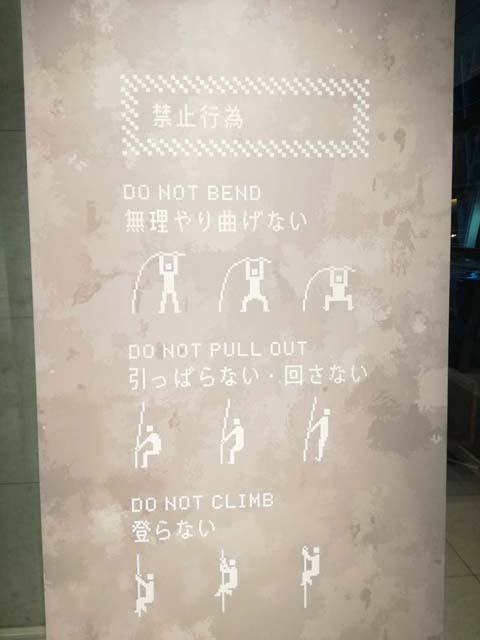 禁止行為
DO NOT BEND
無理やり曲げない
DO NOT PULL OUT
引っぱらない・回さない
DO NOT CLIMB
登らない